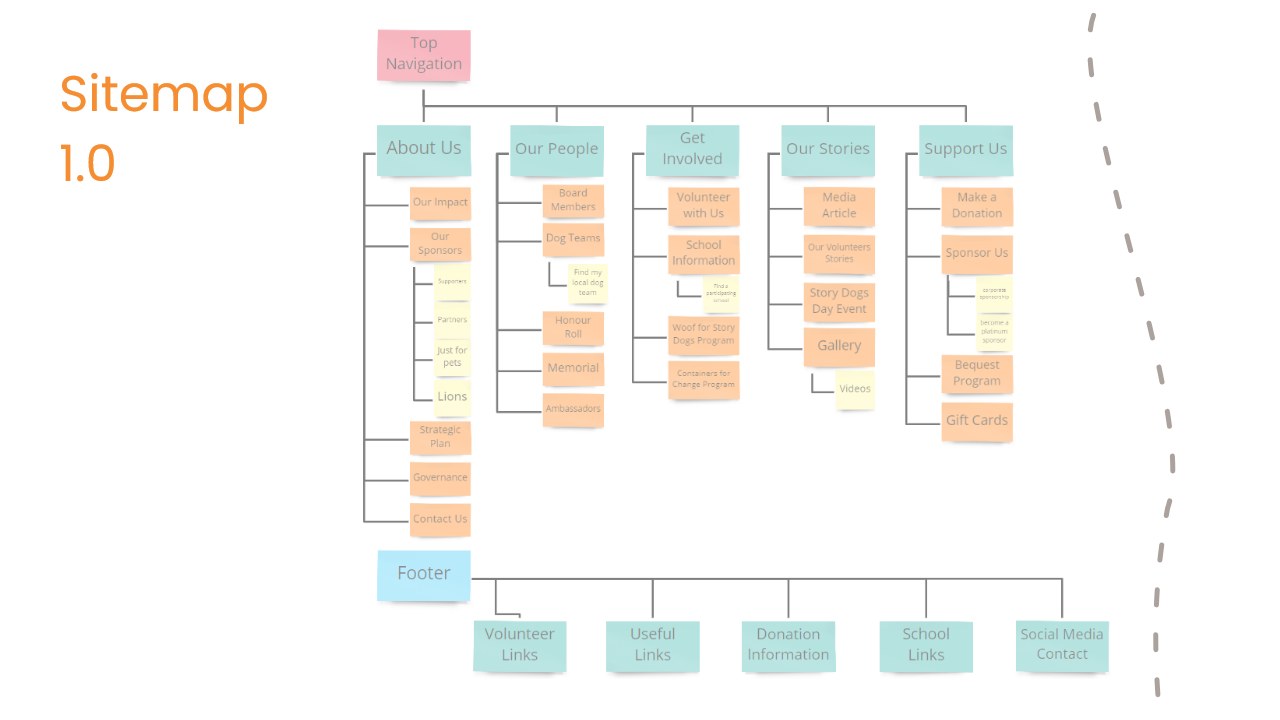 Sitemap
1.0
Top
Navigation
About Us
Our People
Get
Involved
Our Stories
Support Us
Our Impact
Our
Sponsors
Supporters
Partners
Just for
pets
Lions
Strategic
Plan
Governance
Contact Us
Board
Members
Dog Teams
Find my
local dog
team
Honour
Roll
Memorial
Ambassadors
Volunteer
with Us
School
Information
Find a
participating
school
Woof for Story
Dogs Program
Containers for
Change Program
Media
Article
Our Volunteers
Stories
Story Dogs
Day Event
Gallery
Videos
Make a
Donation
Sponsor Us
corporate
sponsorship
become a
platinum
sponsor
Bequest
Program
Gift Cards
Footer
Volunteer
Links
Useful
Links
Donation
Information
School
Links
Social Media
Contact